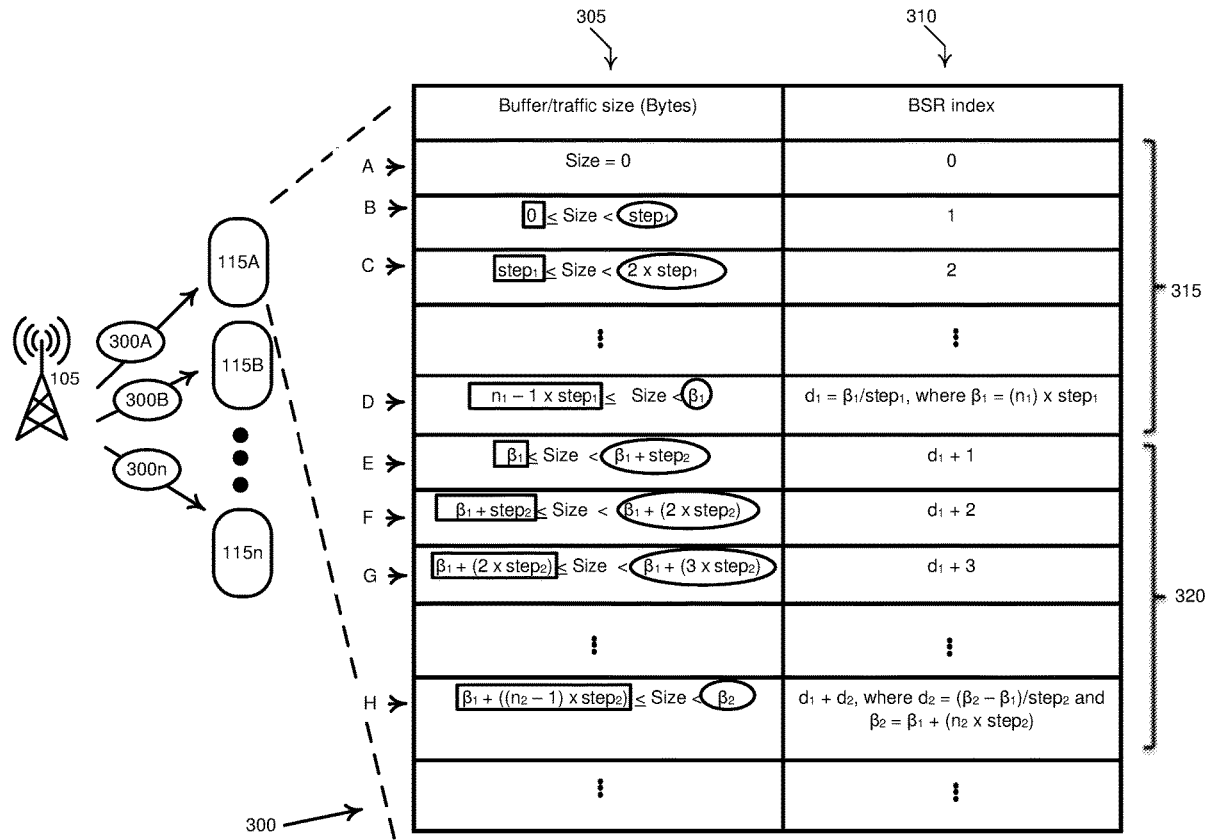 305
310
Buffer/traffic size (Bytes) BSR index
A Size = 0 0
B 0 ≤ Size < step₁ 1
C step₁ ≤ Size < 2 x step₁ 2
115A
315
300A
105
115B
300B
D n₁ – 1 x step₁ ≤ Size < β₁ d₁ = β₁/step₁, where β₁ = (n₁) x step₁
E β₁ ≤ Size < β₁ + step₂ d₁ + 1
300n
F β₁ + step₂ ≤ Size < β₁ + (2 x step₂) d₁ + 2
115n
G β₁ + (2 x step₂) ≤ Size < β₁ + (3 x step₂) d₁ + 3
320
H β₁ + ((n₂ – 1) x step₂) ≤ Size < β₂ d₁ + d₂, where d₂ = (β₂ – β₁)/step₂ and
β₂ = β₁ + (n₂ x step₂)
300